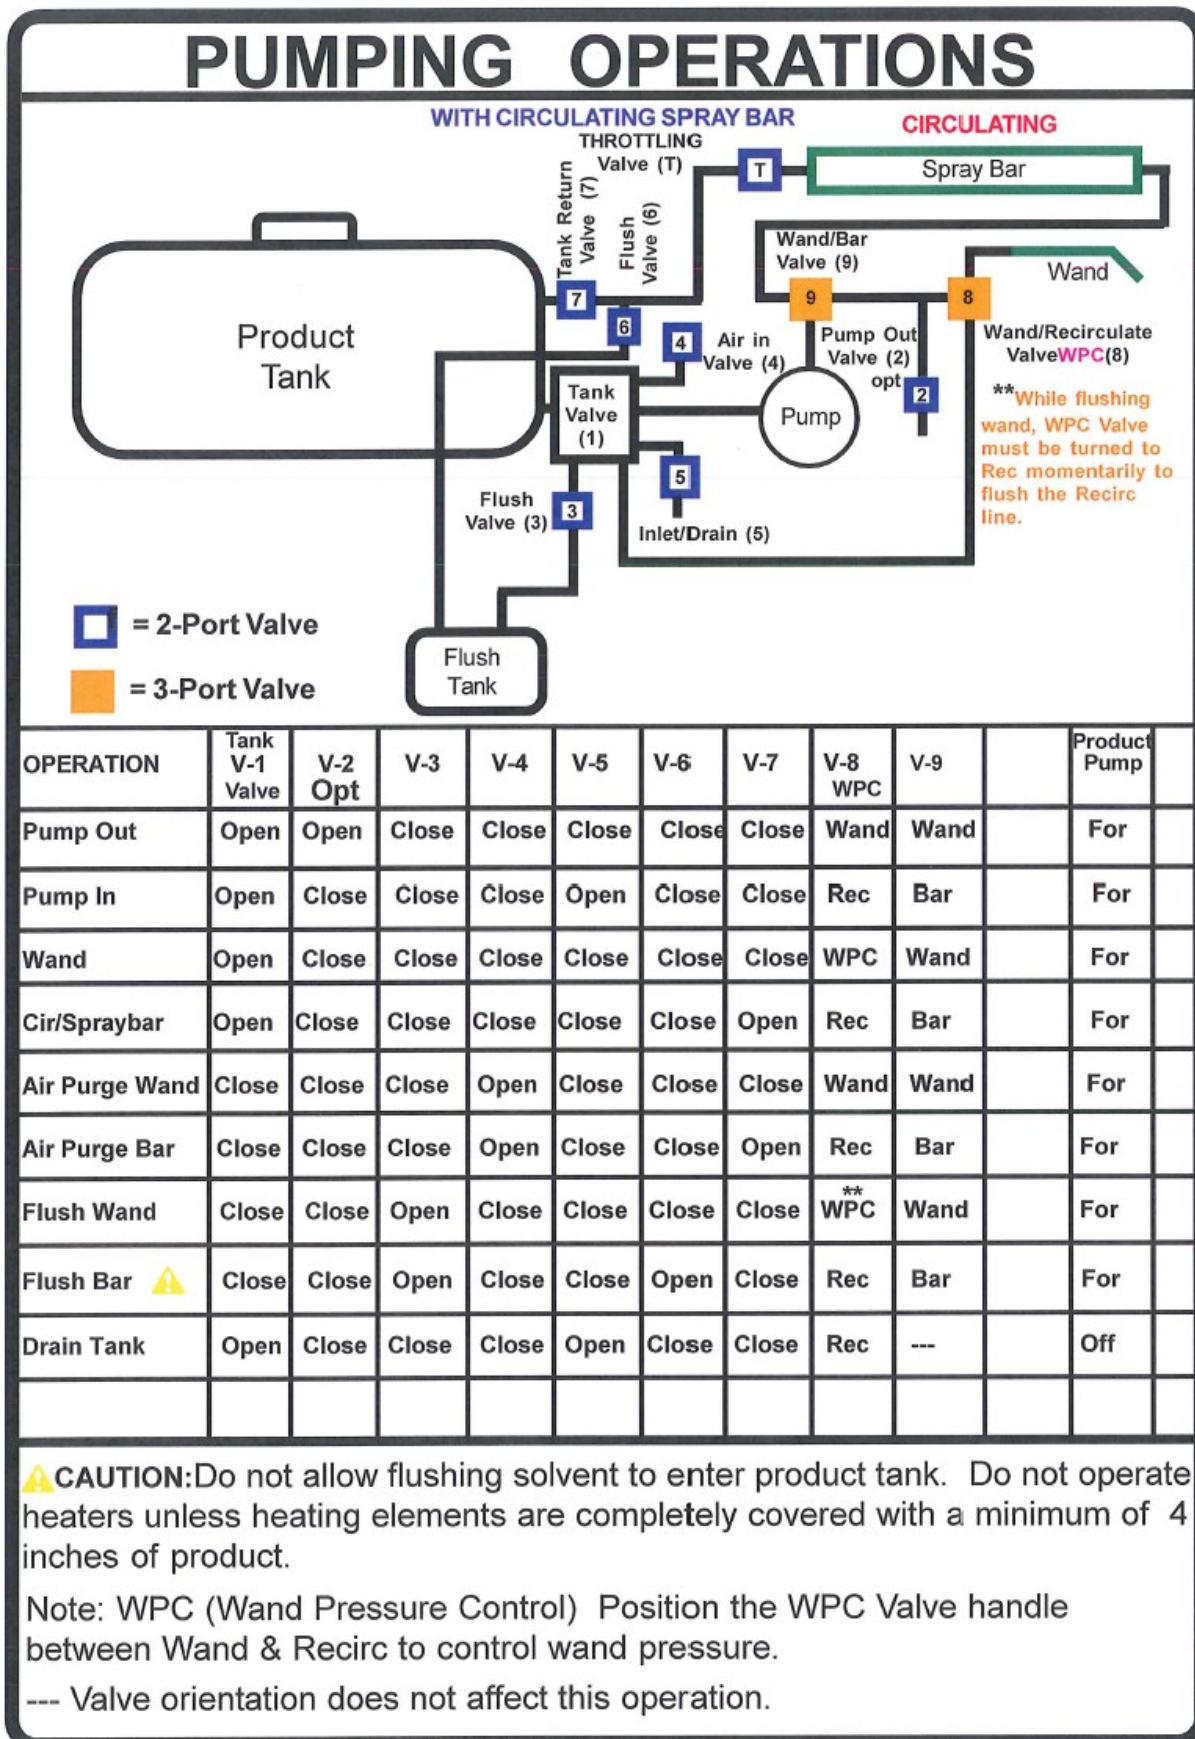 PUMPING OPERATIONS
WITH CIRCULATING SPRAY BAR
CIRCULATING
THROTTLING
Valve (T)
T
Spray Bar
Tank Return
Valve (7)
Flush
Valve (6)
Wand/Bar
Valve (9)
Wand
7
6
4
9
8
Product
Tank
Air in
Valve (4)
Pump Out
Valve (2)
opt
2
Wand/Recirculate
ValveWPC(8)
Tank
Valve
(1)
Pump
**While flushing
wand, WPC Valve
must be turned to
Rec momentarily to
flush the Recirc
line.
5
Flush
Valve (3)
3
Inlet/Drain (5)
= 2-Port Valve
= 3-Port Valve
Flush
Tank
OPERATION Tank V-1 Valve V-2 Opt V-3 V-4 V-5 V-6 V-7 V-8 WPC V-9 Product Pump
Pump Out Open Open Close Close Close Close Close Wand Wand For
Pump In Open Close Close Close Open Close Close Rec Bar For
Wand Open Close Close Close Close Close Close WPC Wand For
Cir/Spraybar Open Close Close Close Close Close Open Rec Bar For
Air Purge Wand Close Close Close Open Close Close Close Wand Wand For
Air Purge Bar Close Close Close Open Close Close Open Rec Bar For
Flush Wand Close Close Open Close Close Close Close ** WPC Wand For
Flush Bar Close Close Open Close Close Open Close Rec Bar For
Drain Tank Open Close Close Close Open Close Close Rec --- Off
CAUTION:Do not allow flushing solvent to enter product tank. Do not operate
heaters unless heating elements are completely covered with a minimum of 4
inches of product.
Note: WPC (Wand Pressure Control) Position the WPC Valve handle
between Wand & Recirc to control wand pressure.
--- Valve orientation does not affect this operation.